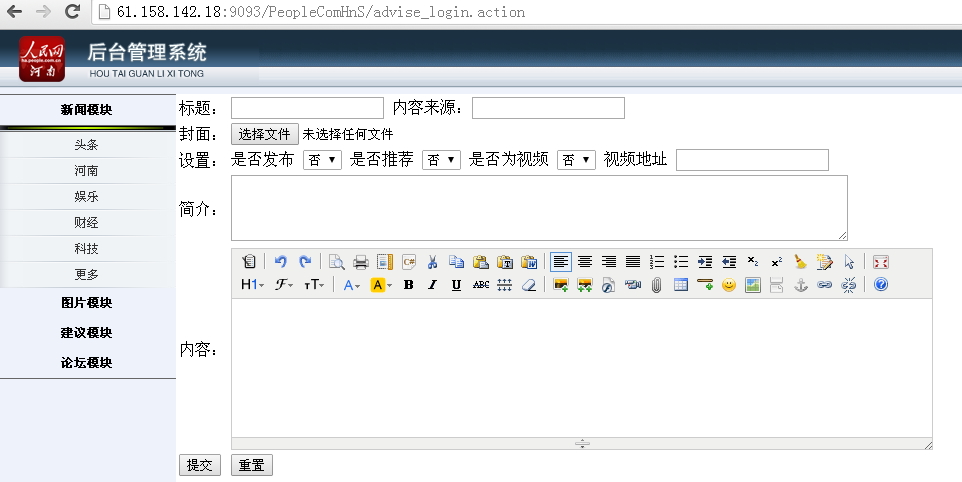 61.158.142.18:9093/PeopleComHnS/advise_login.action
人民网
ha.people.com.cn
河南
后台管理系统
HOU TAI GUAN LI XI TONG
新闻模块
头条
河南
娱乐
财经
科技
更多
图片模块
建议模块
论坛模块
标题： 内容来源：
封面： 选择文件 未选择任何文件
设置： 是否发布 否 是否推荐 否 是否为视频 否 视频地址
简介：
H1 F TT A A B I U ABC
内容：
提交 重置